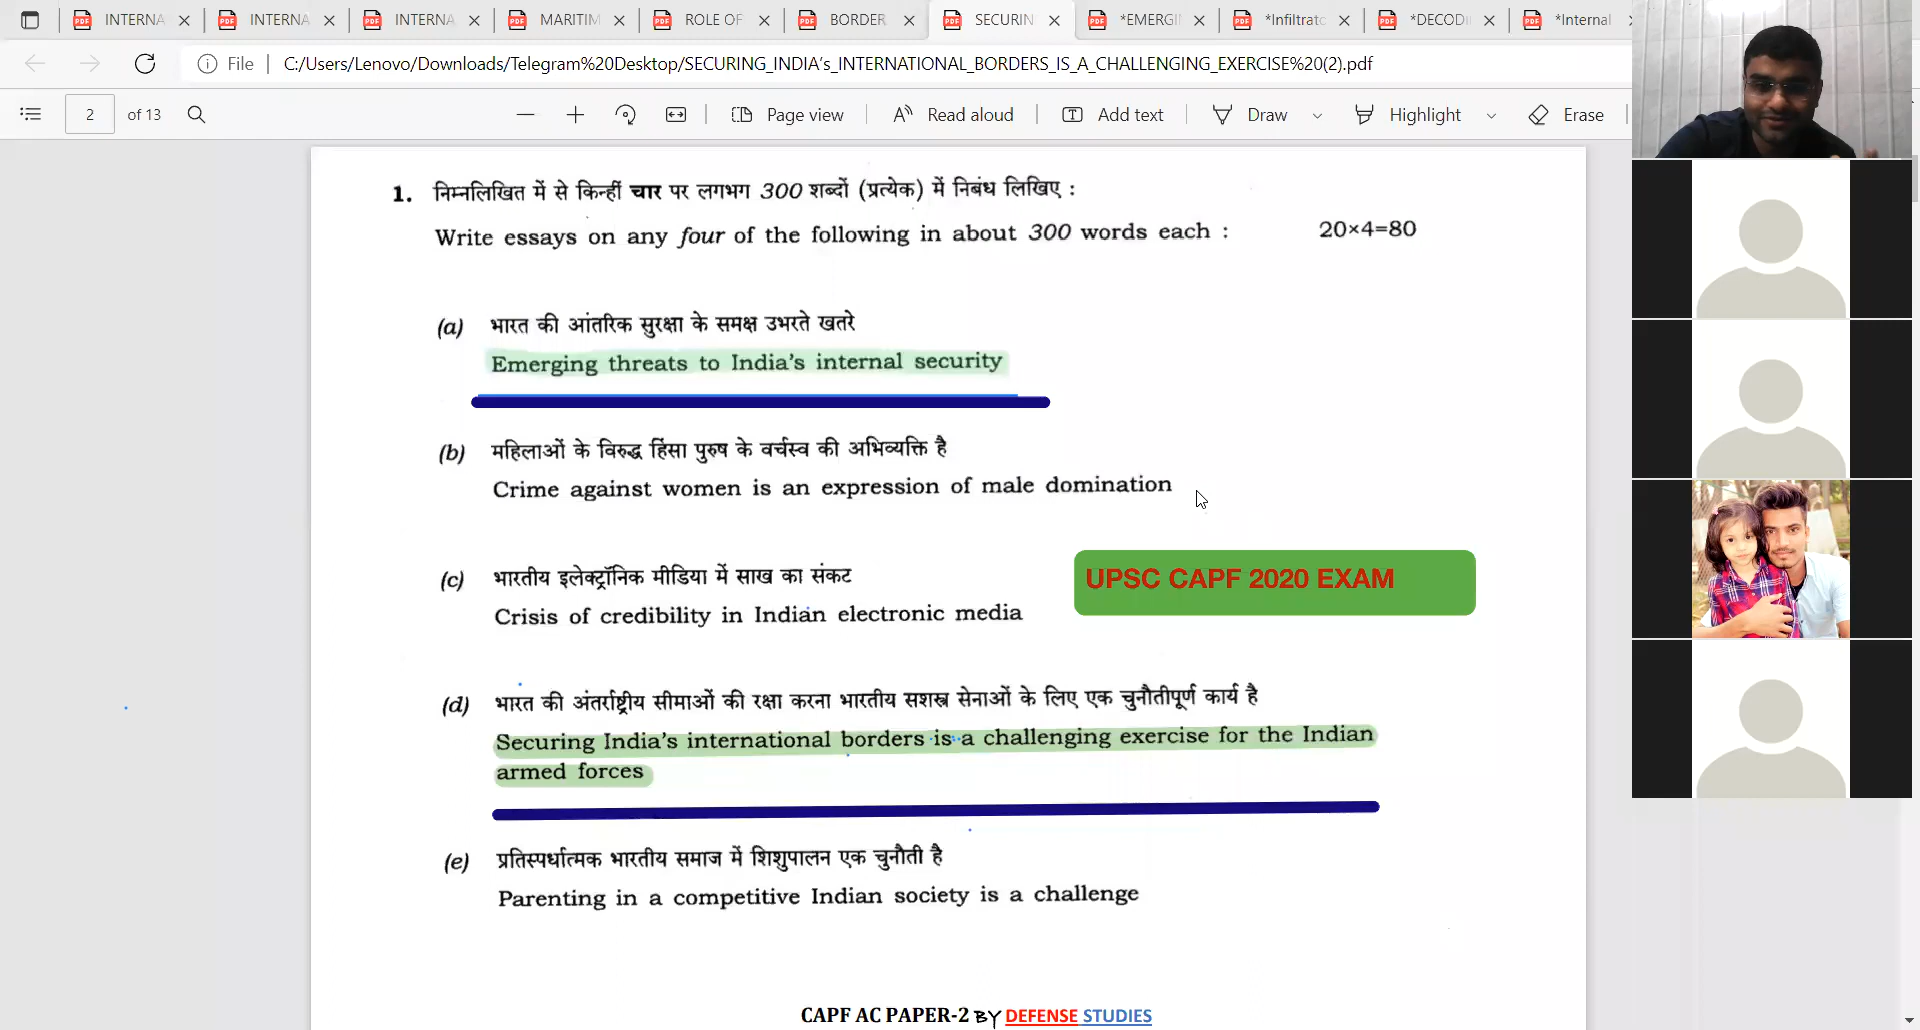 INTERNA
INTERNA
INTERNA
MARITIM
ROLE OF
BORDER
SECURIN
*EMERGI
*Infiltrato
*DECODI
*Internal
File
C:/Users/Lenovo/Downloads/Telegram%20Desktop/SECURING_INDIA's_INTERNATIONAL_BORDERS_IS_A_CHALLENGING_EXERCISE%20(2).pdf
2 of 13
Page view
Read aloud
Add text
Draw
Highlight
Erase
1. निम्नलिखित में से किन्हीं चार पर लगभग 300 शब्दों (प्रत्येक) में निबंध लिखिए :
Write essays on any four of the following in about 300 words each : 20×4=80
(a) भारत की आंतरिक सुरक्षा के समक्ष उभरते खतरे
Emerging threats to India's internal security
(b) महिलाओं के विरुद्ध हिंसा पुरुष के वर्चस्व की अभिव्यक्ति है
Crime against women is an expression of male domination
(c) भारतीय इलेक्ट्रॉनिक मीडिया में साख का संकट
Crisis of credibility in Indian electronic media
UPSC CAPF 2020 EXAM
(d) भारत की अंतर्राष्ट्रीय सीमाओं की रक्षा करना भारतीय सशस्त्र सेनाओं के लिए एक चुनौतीपूर्ण कार्य है
Securing India's international borders is a challenging exercise for the Indian
armed forces
(e) प्रतिस्पर्धात्मक भारतीय समाज में शिशुपालन एक चुनौती है
Parenting in a competitive Indian society is a challenge
CAPF AC PAPER-2 BY DEFENSE STUDIES